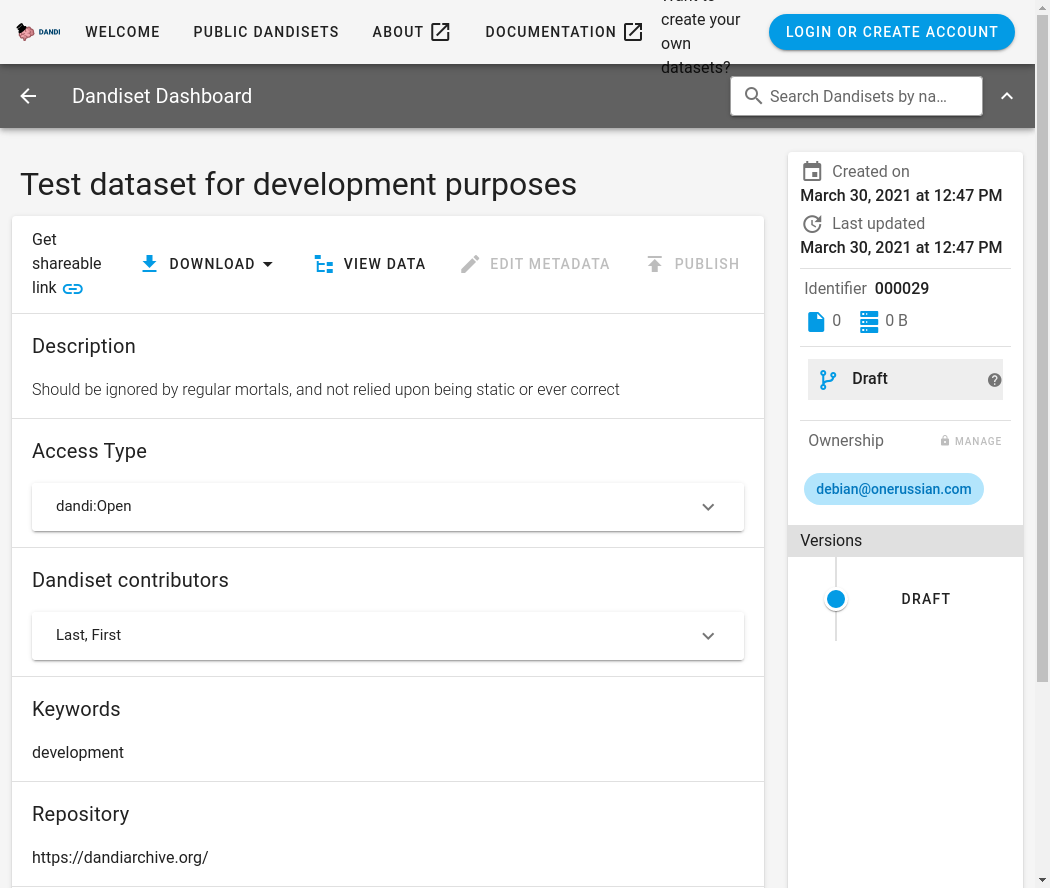 DANDI
WELCOME
PUBLIC DANDISETS
ABOUT
DOCUMENTATION
create your
own
datasets?
LOGIN OR CREATE ACCOUNT
Dandiset Dashboard
Search Dandisets by na...
Test dataset for development purposes
Get
shareable
link
DOWNLOAD
VIEW DATA
EDIT METADATA
PUBLISH
Description
Should be ignored by regular mortals, and not relied upon being static or ever correct
Access Type
dandi:Open
Dandiset contributors
Last, First
Keywords
development
Repository
https://dandiarchive.org/
Created on
March 30, 2021 at 12:47 PM
Last updated
March 30, 2021 at 12:47 PM
Identifier 000029
0 0 B
Draft
Ownership
MANAGE
debian@onerussian.com
Versions
DRAFT